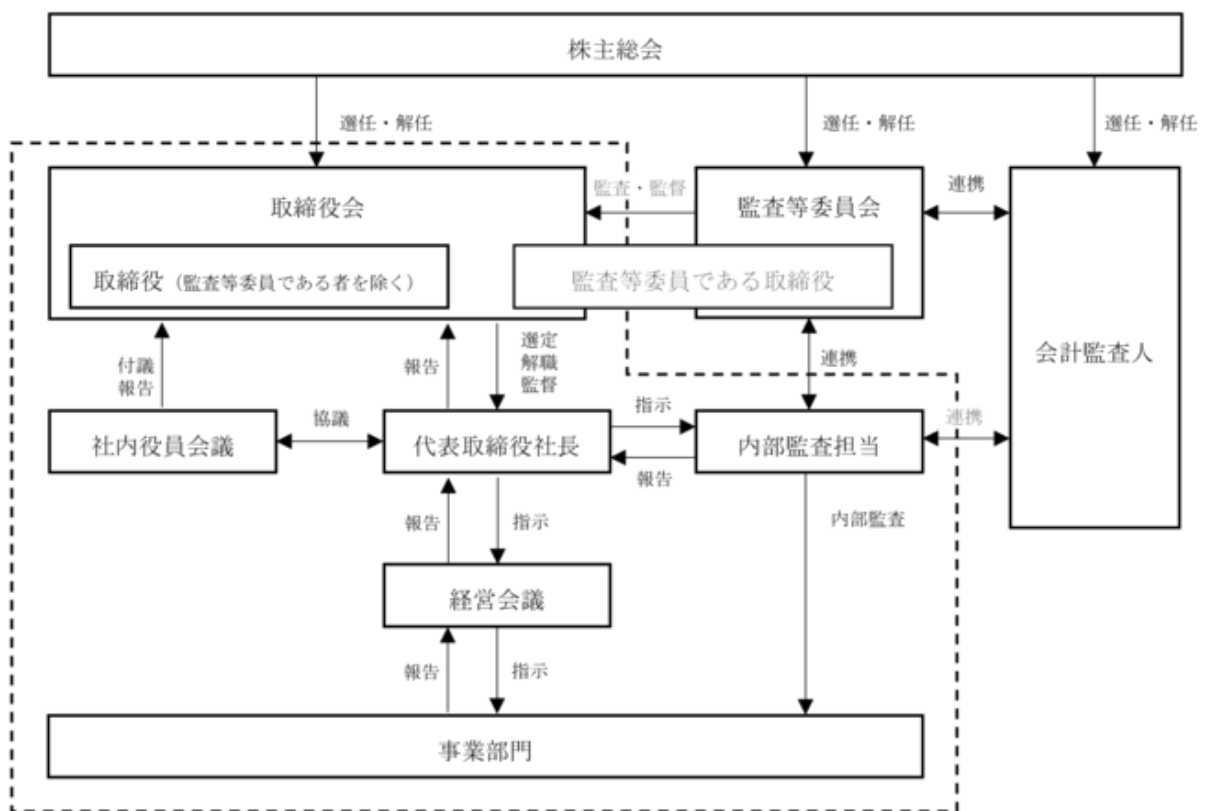 株主総会
選任・解任
選任・解任
選任・解任
取締役会
監査・監督
監査等委員会
連携
取締役（監査等委員である者を除く）
監査等委員である取締役
会計監査人
付議
報告
報告
選定
解職
監督
連携
社内役員会議
協議
代表取締役社長
指示
報告
内部監査担当
連携
報告
指示
内部監査
経営会議
報告
指示
事業部門